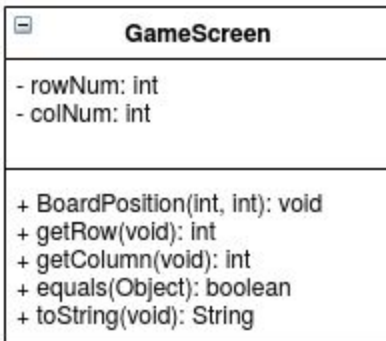 GameScreen
- rowNum: int
- colNum: int
+ BoardPosition(int, int): void
+ getRow(void): int
+ getColumn(void): int
+ equals(Object): boolean
+ toString(void): String